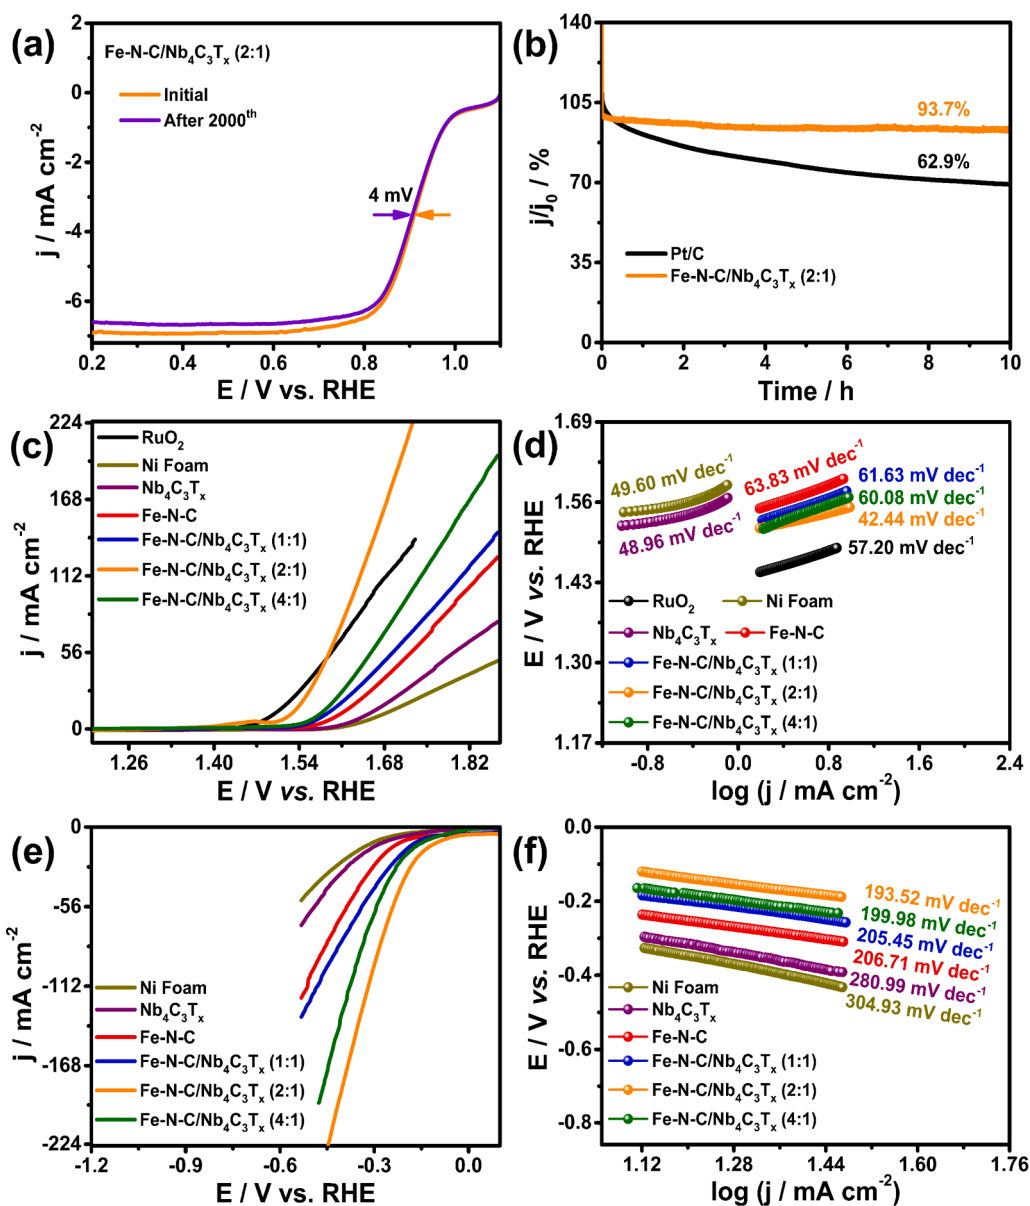 (a)
Fe-N-C/Nb₄C₃Tₓ (2:1)
Initial
After 2000ᵗʰ
4 mV
2
0
-2
-4
-6
j / mA cm⁻²
0.2 0.4 0.6 0.8 1.0
E / V vs. RHE
(b)
93.7%
62.9%
Pt/C
Fe-N-C/Nb₄C₃Tₓ (2:1)
140
105
70
35
0
j/j₀ / %
0 2 4 6 8 10
Time / h
(c)
RuO₂
Ni Foam
Nb₄C₃Tₓ
Fe-N-C
Fe-N-C/Nb₄C₃Tₓ (1:1)
Fe-N-C/Nb₄C₃Tₓ (2:1)
Fe-N-C/Nb₄C₃Tₓ (4:1)
224
168
112
56
0
j / mA cm⁻²
1.26 1.40 1.54 1.68 1.82
E / V vs. RHE
(d)
49.60 mV dec⁻¹
63.83 mV dec⁻¹
61.63 mV dec⁻¹
60.08 mV dec⁻¹
42.44 mV dec⁻¹
48.96 mV dec⁻¹
57.20 mV dec⁻¹
RuO₂ Ni Foam
Nb₄C₃Tₓ Fe-N-C
Fe-N-C/Nb₄C₃Tₓ (1:1)
Fe-N-C/Nb₄C₃Tₓ (2:1)
Fe-N-C/Nb₄C₃Tₓ (4:1)
1.69
1.56
1.43
1.30
1.17
E / V vs. RHE
-0.8 0.0 0.8 1.6 2.4
log (j / mA cm⁻²)
(e)
Ni Foam
Nb₄C₃Tₓ
Fe-N-C
Fe-N-C/Nb₄C₃Tₓ (1:1)
Fe-N-C/Nb₄C₃Tₓ (2:1)
Fe-N-C/Nb₄C₃Tₓ (4:1)
0
-56
-112
-168
-224
j / mA cm⁻²
-1.2 -0.9 -0.6 -0.3 0.0
E / V vs. RHE
(f)
193.52 mV dec⁻¹
199.98 mV dec⁻¹
205.45 mV dec⁻¹
206.71 mV dec⁻¹
280.99 mV dec⁻¹
304.93 mV dec⁻¹
Ni Foam
Nb₄C₃Tₓ
Fe-N-C
Fe-N-C/Nb₄C₃Tₓ (1:1)
Fe-N-C/Nb₄C₃Tₓ (2:1)
Fe-N-C/Nb₄C₃Tₓ (4:1)
0.0
-0.2
-0.4
-0.6
-0.8
E / V vs. RHE
1.12 1.28 1.44 1.60 1.76
log (j / mA cm⁻²)